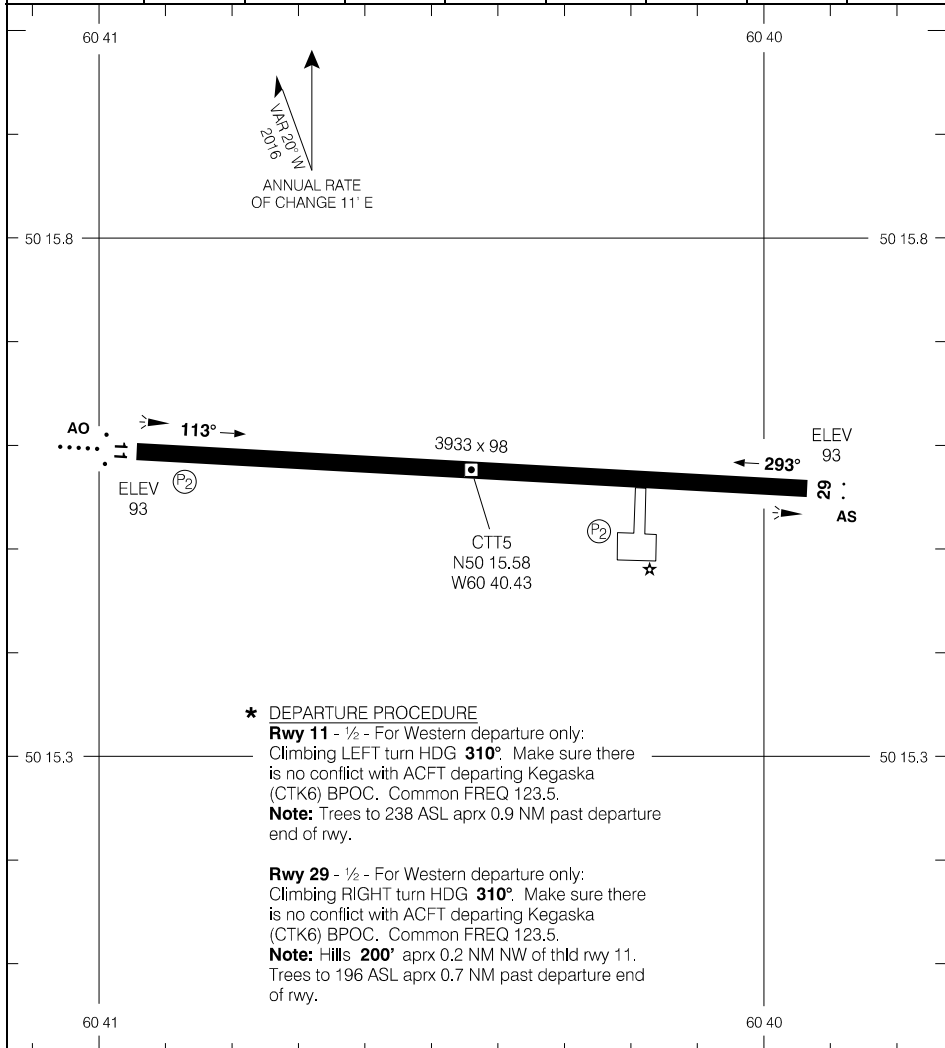 60 41
60 40
VAR 20° W
2016
ANNUAL RATE
OF CHANGE 11' E
50 15.8
50 15.8
AO
11
113°
3933 x 98
293°
ELEV
93
29
AS
ELEV
93
P2
P2
CTT5
N50 15.58
W60 40.43
* DEPARTURE PROCEDURE
Rwy 11 - ½ - For Western departure only:
Climbing LEFT turn HDG 310°. Make sure there
is no conflict with ACFT departing Kegaska
(CTK6) BPOC. Common FREQ 123.5.
Note: Trees to 238 ASL aprx 0.9 NM past departure
end of rwy.
50 15.3
50 15.3
Rwy 29 - ½ - For Western departure only:
Climbing RIGHT turn HDG 310°. Make sure there
is no conflict with ACFT departing Kegaska
(CTK6) BPOC. Common FREQ 123.5.
Note: Hills 200' aprx 0.2 NM NW of thld rwy 11.
Trees to 196 ASL aprx 0.7 NM past departure end
of rwy.
60 41
60 40